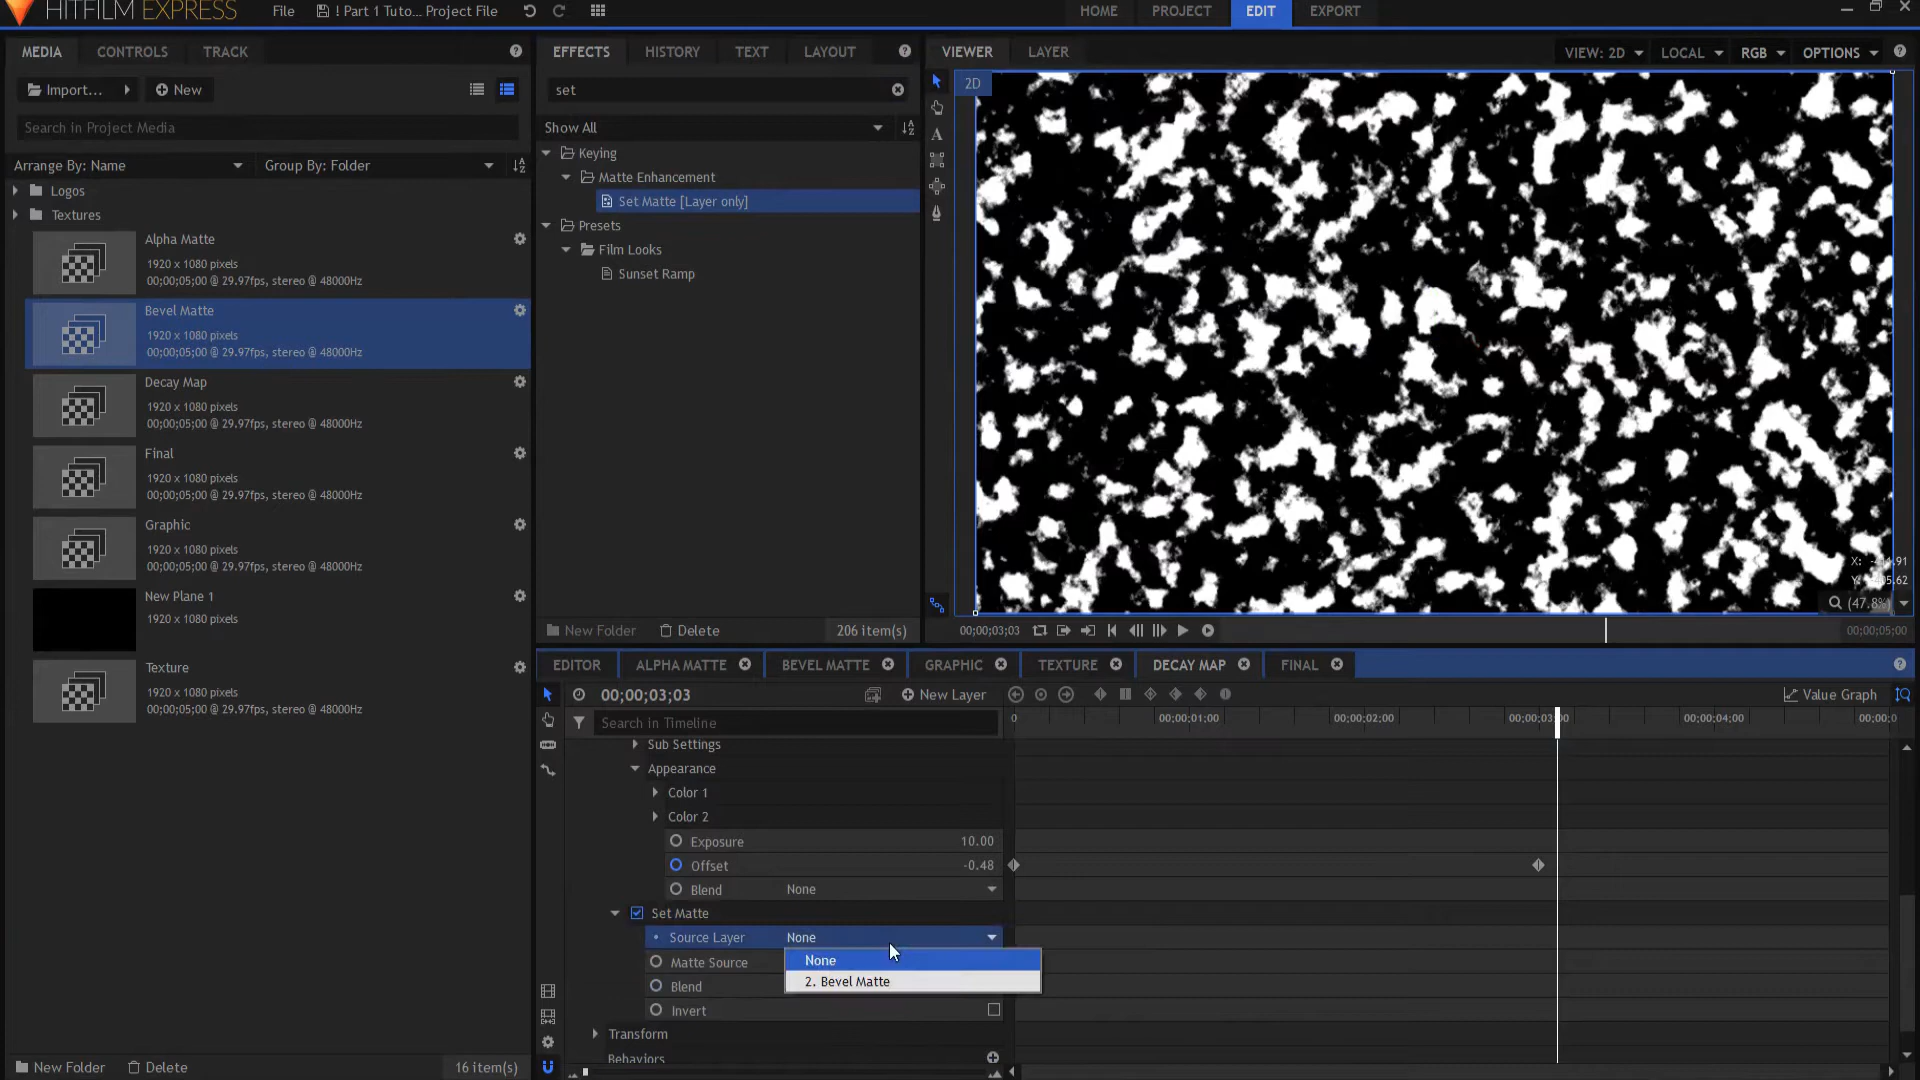 HITFILM EXPRESS
File
! Part 1 Tuto... Project File
HOME
PROJECT
EDIT
EXPORT
MEDIA
CONTROLS
TRACK
Import...
New
Search in Project Media
Arrange By: Name
Group By: Folder
Logos
Textures
Alpha Matte
1920 x 1080 pixels
00;00;05;00 @ 29.97fps, stereo @ 48000Hz
Bevel Matte
1920 x 1080 pixels
00;00;05;00 @ 29.97fps, stereo @ 48000Hz
Decay Map
1920 x 1080 pixels
00;00;05;00 @ 29.97fps, stereo @ 48000Hz
Final
1920 x 1080 pixels
00;00;05;00 @ 29.97fps, stereo @ 48000Hz
Graphic
1920 x 1080 pixels
00;00;05;00 @ 29.97fps, stereo @ 48000Hz
New Plane 1
1920 x 1080 pixels
Texture
1920 x 1080 pixels
00;00;05;00 @ 29.97fps, stereo @ 48000Hz
New Folder
Delete
16 item(s)
EFFECTS
HISTORY
TEXT
LAYOUT
set
Show All
Keying
Matte Enhancement
Set Matte [Layer only]
Presets
Film Looks
Sunset Ramp
New Folder
Delete
206 item(s)
VIEWER
LAYER
VIEW: 2D
LOCAL
RGB
OPTIONS
2D
A
X:
Y:
(47.8%)
00;00;03;03
00;00;05;00
EDITOR
ALPHA MATTE
BEVEL MATTE
GRAPHIC
TEXTURE
DECAY MAP
FINAL
00;00;03;03
New Layer
Value Graph
Search in Timeline
0
00;00;01;00
00;00;02;00
00;00;03;00
00;00;04;00
00;00;0
Sub Settings
Appearance
Color 1
Color 2
Exposure
10.00
Offset
-0.48
Blend
None
Set Matte
Source Layer
None
None
2. Bevel Matte
Matte Source
Blend
Invert
Transform
Behaviors